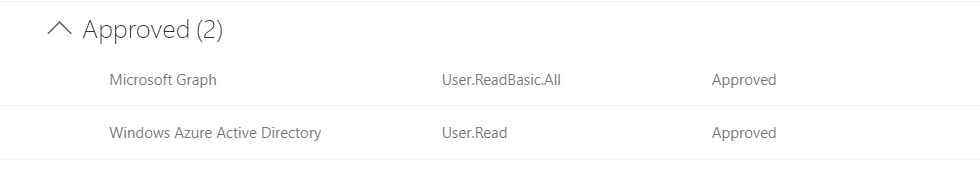 Approved (2)
Microsoft Graph User.ReadBasic.All Approved
Windows Azure Active Directory User.Read Approved